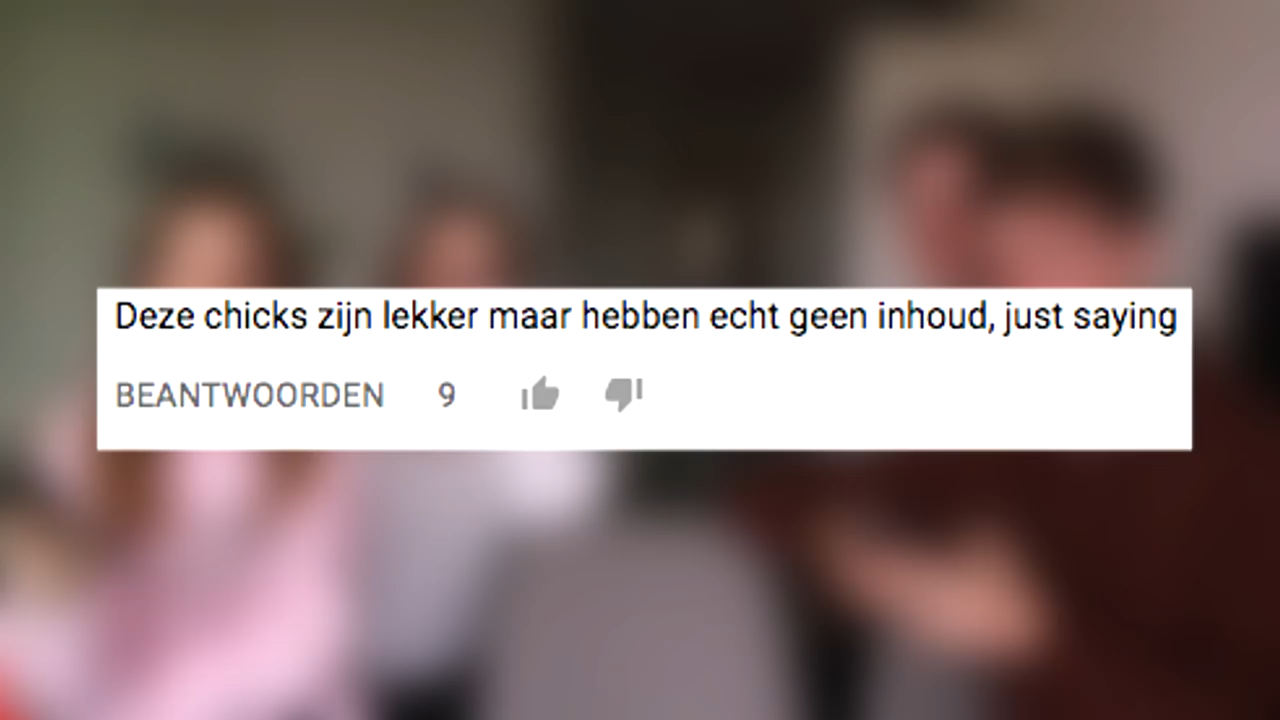 Deze chicks zijn lekker maar hebben echt geen inhoud, just saying
BEANTWOORDEN 9